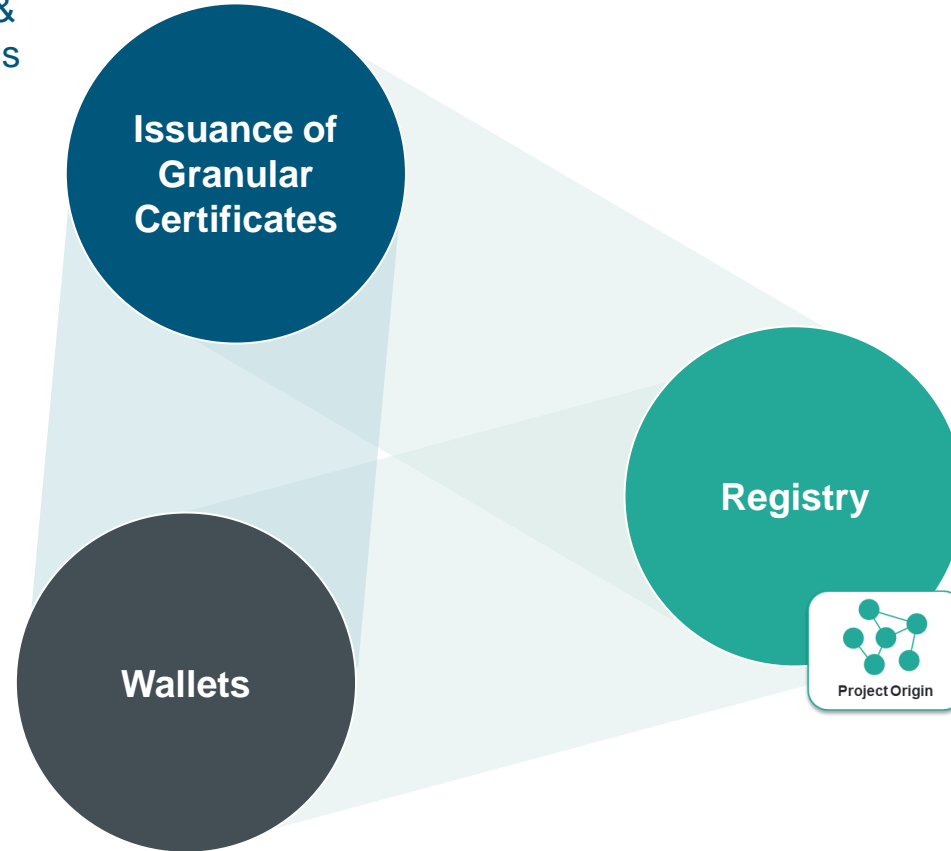 &
s
Issuance of
Granular
Certificates
Registry
Project Origin
Wallets